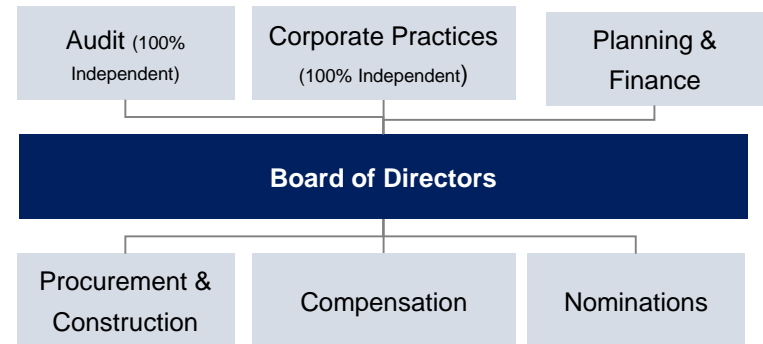 Audit (100%
Independent)
Corporate Practices
(100% Independent)
Planning &
Finance
Board of Directors
Procurement &
Construction
Compensation
Nominations